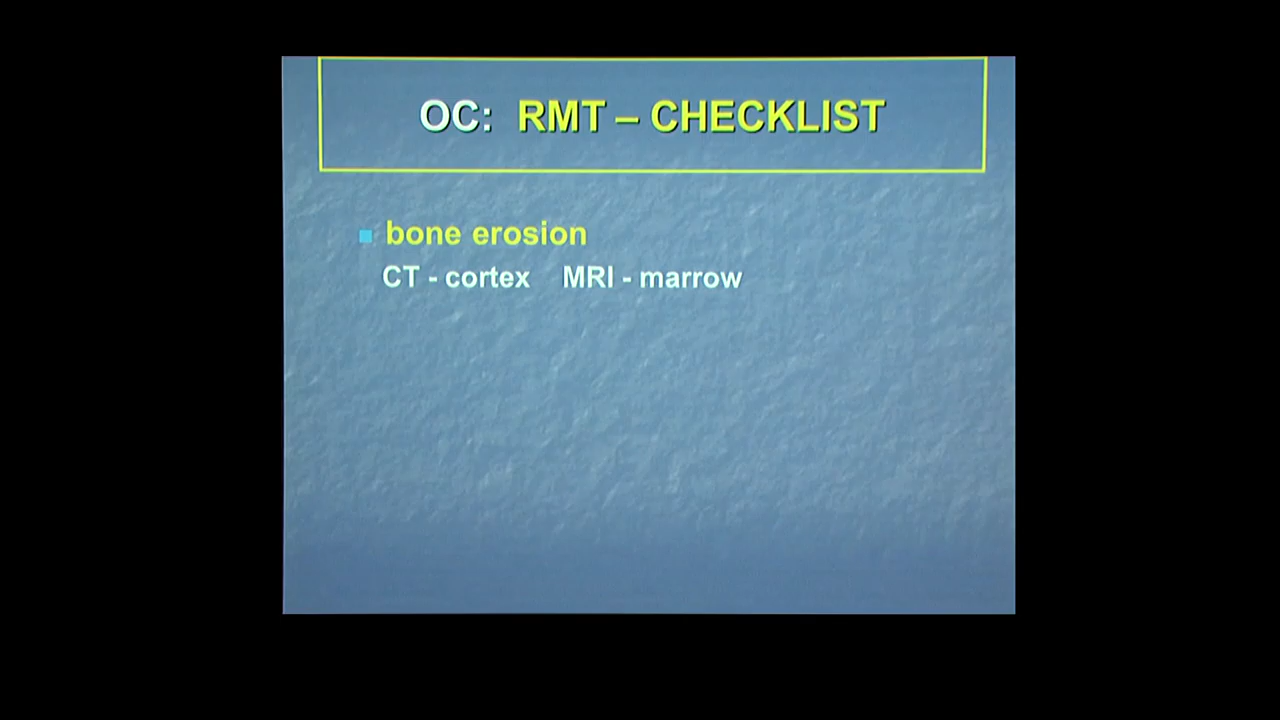 OC: RMT – CHECKLIST
bone erosion
CT - cortex MRI - marrow